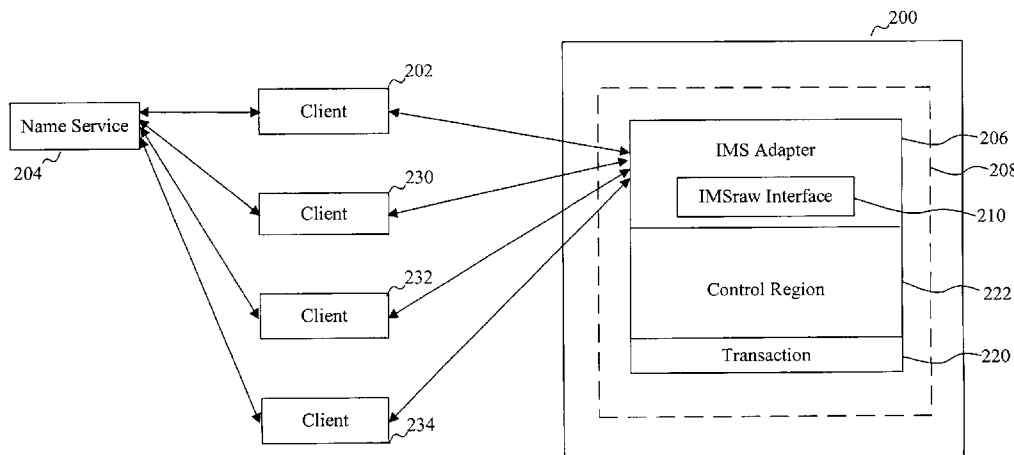 200
202
Client
Name Service
204
206
IMS Adapter
208
230
Client
IMSraw Interface
210
232
Client
Control Region
222
Transaction
220
Client
234